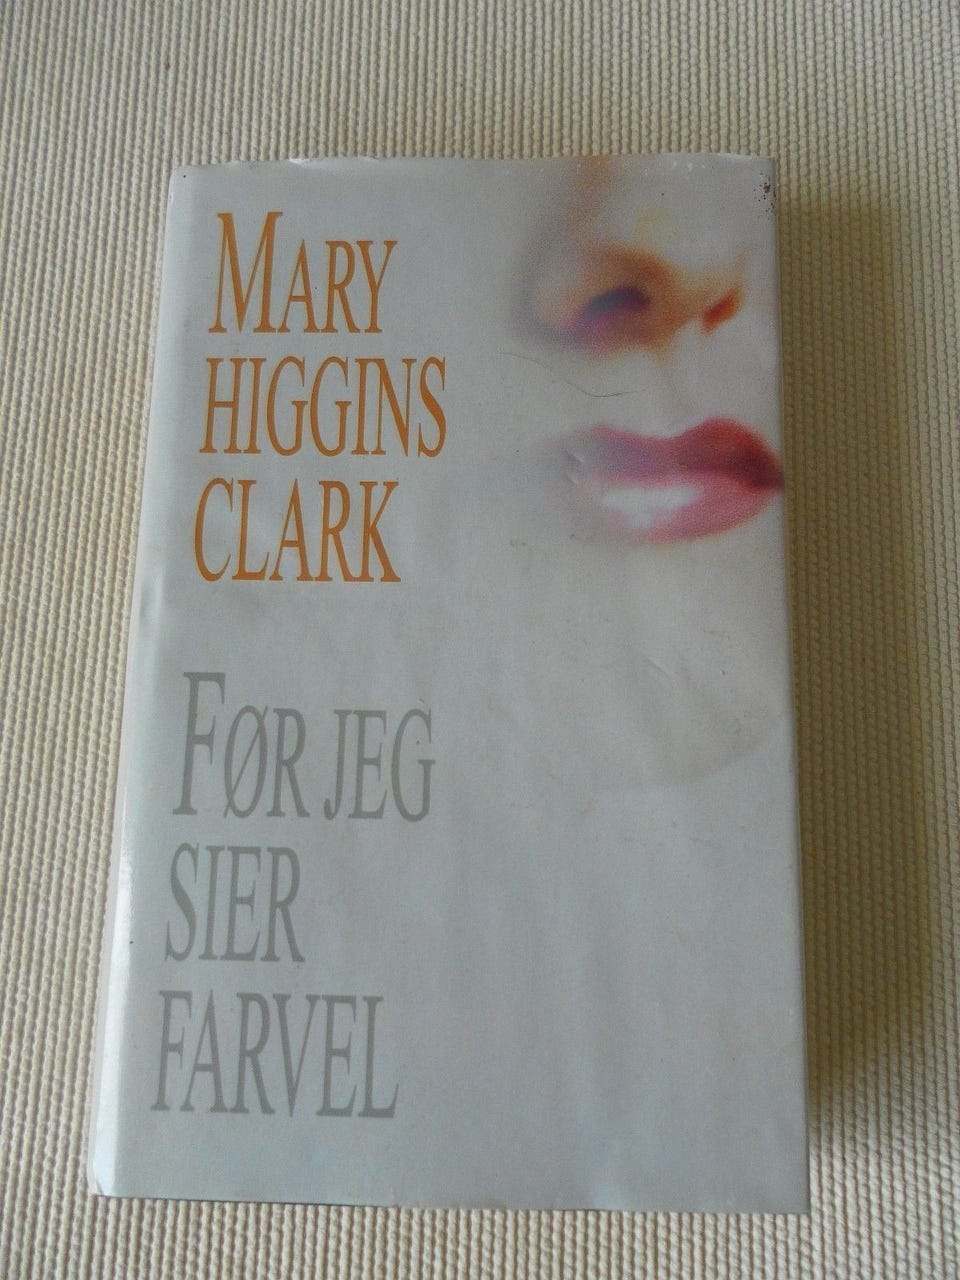 MARY
HIGGINS
CLARK
FØR JEG
SIER
FARVEL